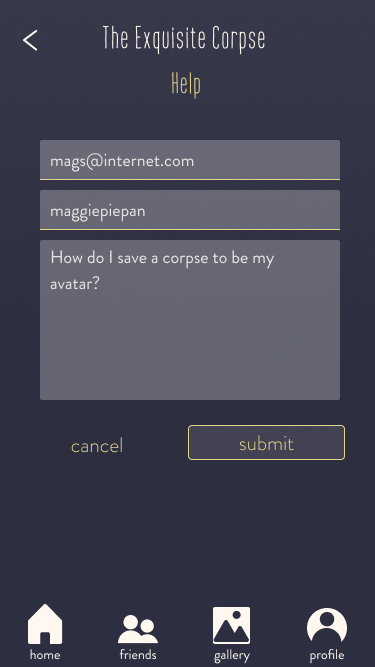 The Exquisite Corpse
Help
mags@internet.com
maggiepiepan
How do I save a corpse to be my
avatar?
cancel
submit
home
friends
gallery
profile